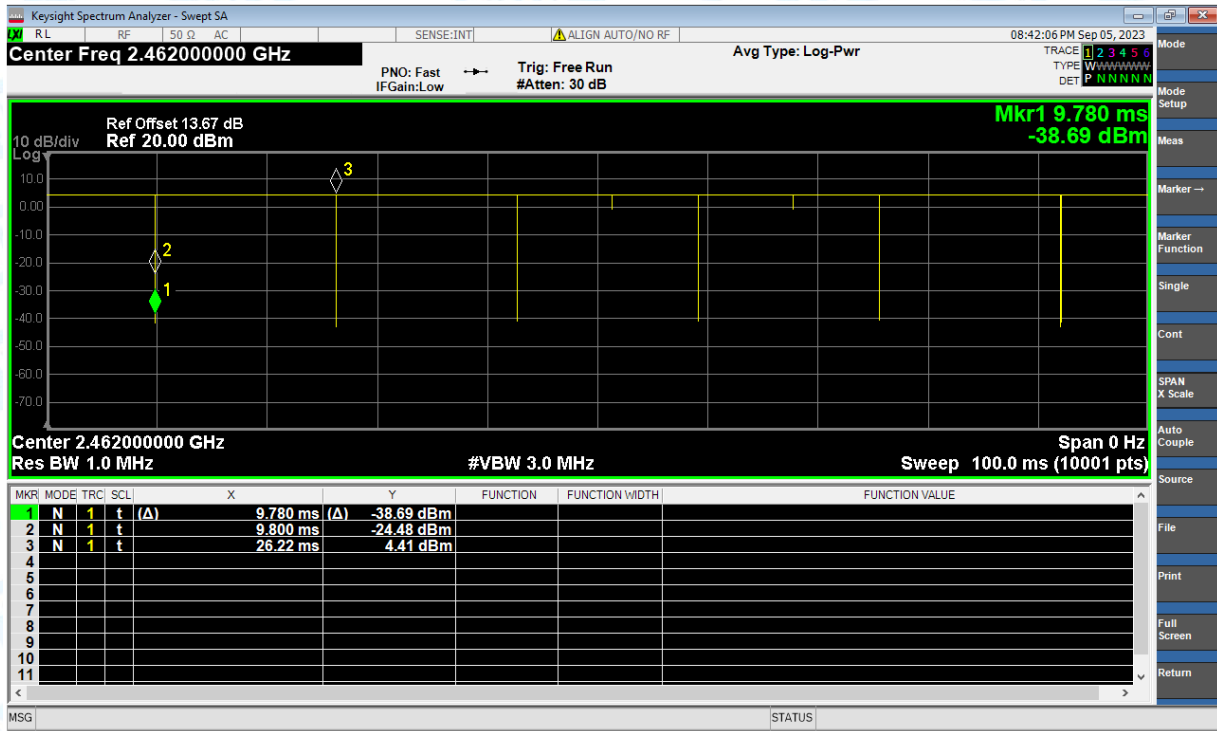 Keysight Spectrum Analyzer - Swept SA
LXI RL RF 50 Ω AC SENSE:INT ALIGN AUTO/NO RF 08:42:06 PM Sep 05, 2023
Center Freq 2.462000000 GHz
PNO: Fast
IFGain:Low
Trig: Free Run
#Atten: 30 dB
Avg Type: Log-Pwr
TRACE 1 2 3 4 5 6
TYPE WWWWWW
DET P N N N N N
Ref Offset 13.67 dB
10 dB/div Ref 20.00 dBm
Log
Mkr1 9.780 ms
-38.69 dBm
10.0
0.00
-10.0
-20.0
-30.0
-40.0
-50.0
-60.0
-70.0
3
2
1
Center 2.462000000 GHz Span 0 Hz
Res BW 1.0 MHz #VBW 3.0 MHz Sweep 100.0 ms (10001 pts)
MKR MODE TRC SCL X Y FUNCTION FUNCTION WIDTH FUNCTION VALUE
1 N 1 t (Δ) 9.780 ms (Δ) -38.69 dBm
2 N 1 t 9.800 ms -24.48 dBm
3 N 1 t 26.22 ms 4.41 dBm
4
5
6
7
8
9
10
11
MSG STATUS
Mode
Mode
Setup
Meas
Marker →
Marker
Function
Single
Cont
SPAN
X Scale
Auto
Couple
Source
File
Print
Full
Screen
Return